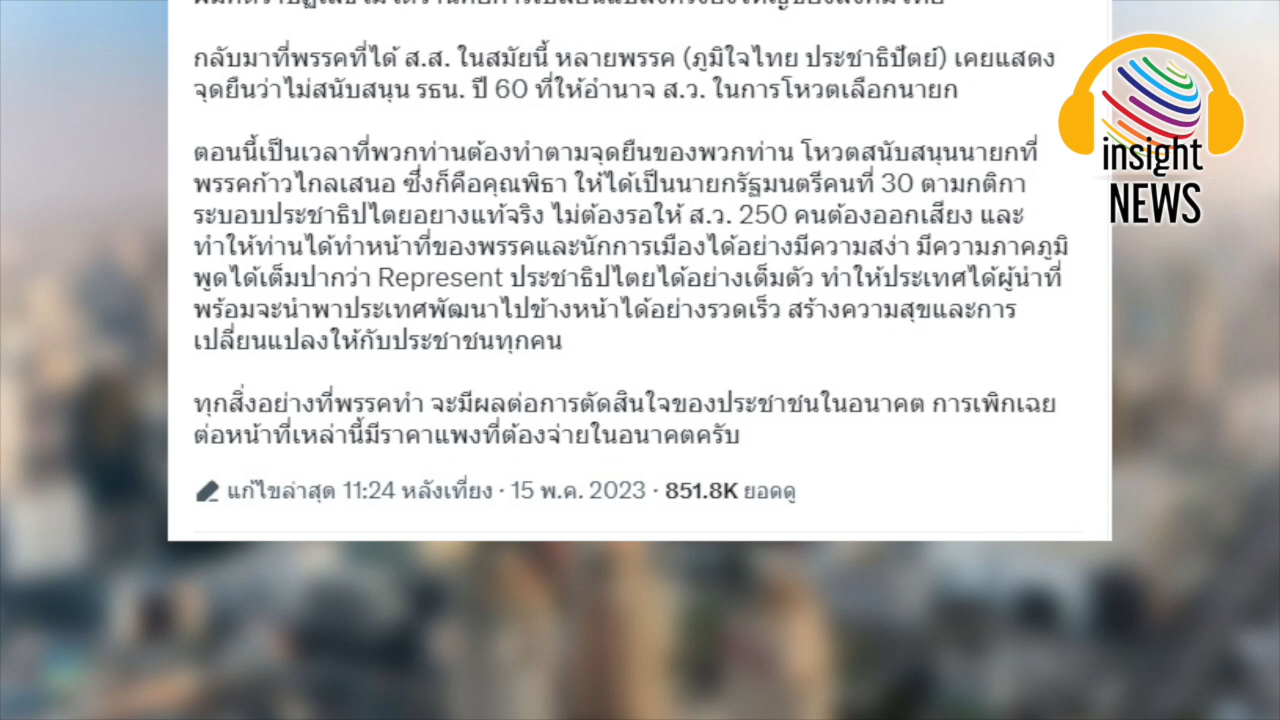 กลับมาที่พรรคที่ได้ ส.ส. ในสมัยนี้ หลายพรรค (ภูมิใจไทย ประชาธิปัตย์) เคยแสดง
จุดยืนว่าไม่สนับสนุน รธน. ปี 60 ที่ให้อำนาจ ส.ว. ในการโหวตเลือกนายก
ตอนนี้เป็นเวลาที่พวกท่านต้องทำตามจุดยืนของพวกท่าน โหวตสนับสนุนนายกที่
พรรคก้าวไกลเสนอ ซึ่งก็คือคุณพิธา ให้ได้เป็นนายกรัฐมนตรีคนที่ 30 ตามกติกา
ระบอบประชาธิปไตยอยางแท้จริง ไม่ต้องรอให้ ส.ว. 250 คนต้องออกเสียง และ
ทำให้ท่านได้ทำหน้าที่ของพรรคและนักการเมืองได้อย่างมีความสง่า มีความภาคภูมิ
พูดได้เต็มปากว่า Represent ประชาธิปไตยได้อย่างเต็มตัว ทำให้ประเทศได้ผู้นำที่
พร้อมจะนำพาประเทศพัฒนาไปข้างหน้าได้อย่างรวดเร็ว สร้างความสุขและการ
เปลี่ยนแปลงให้กับประชาชนทุกคน
ทุกสิ่งอย่างที่พรรคทำ จะมีผลต่อการตัดสินใจของประชาชนในอนาคต การเพิกเฉย
ต่อหน้าที่เหล่านี้มีราคาแพงที่ต้องจ่ายในอนาคตครับ
แก้ไขล่าสุด 11:24 หลังเที่ยง · 15 พ.ค. 2023 · 851.8K ยอดดู
insight
NEWS